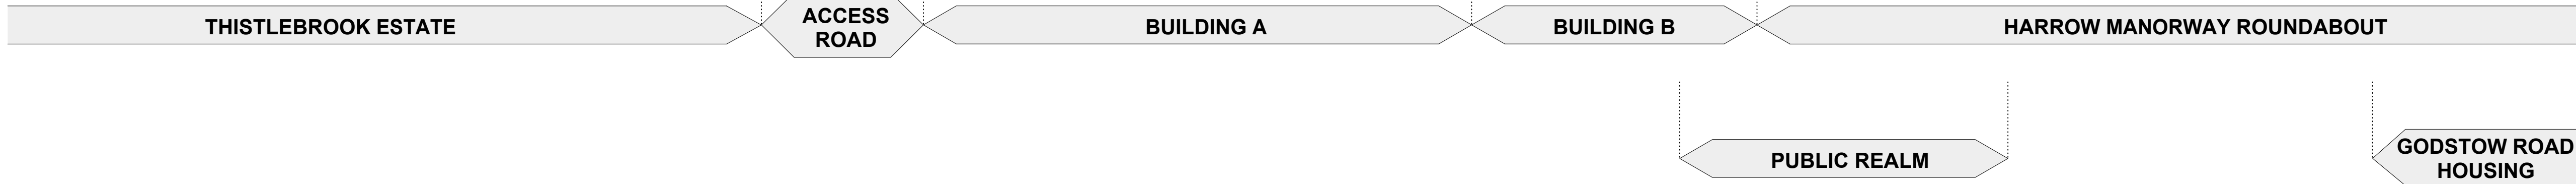 THISTLEBROOK ESTATE
ACCESS
ROAD
BUILDING A
BUILDING B
HARROW MANORWAY ROUNDABOUT
PUBLIC REALM
GODSTOW ROAD
HOUSING